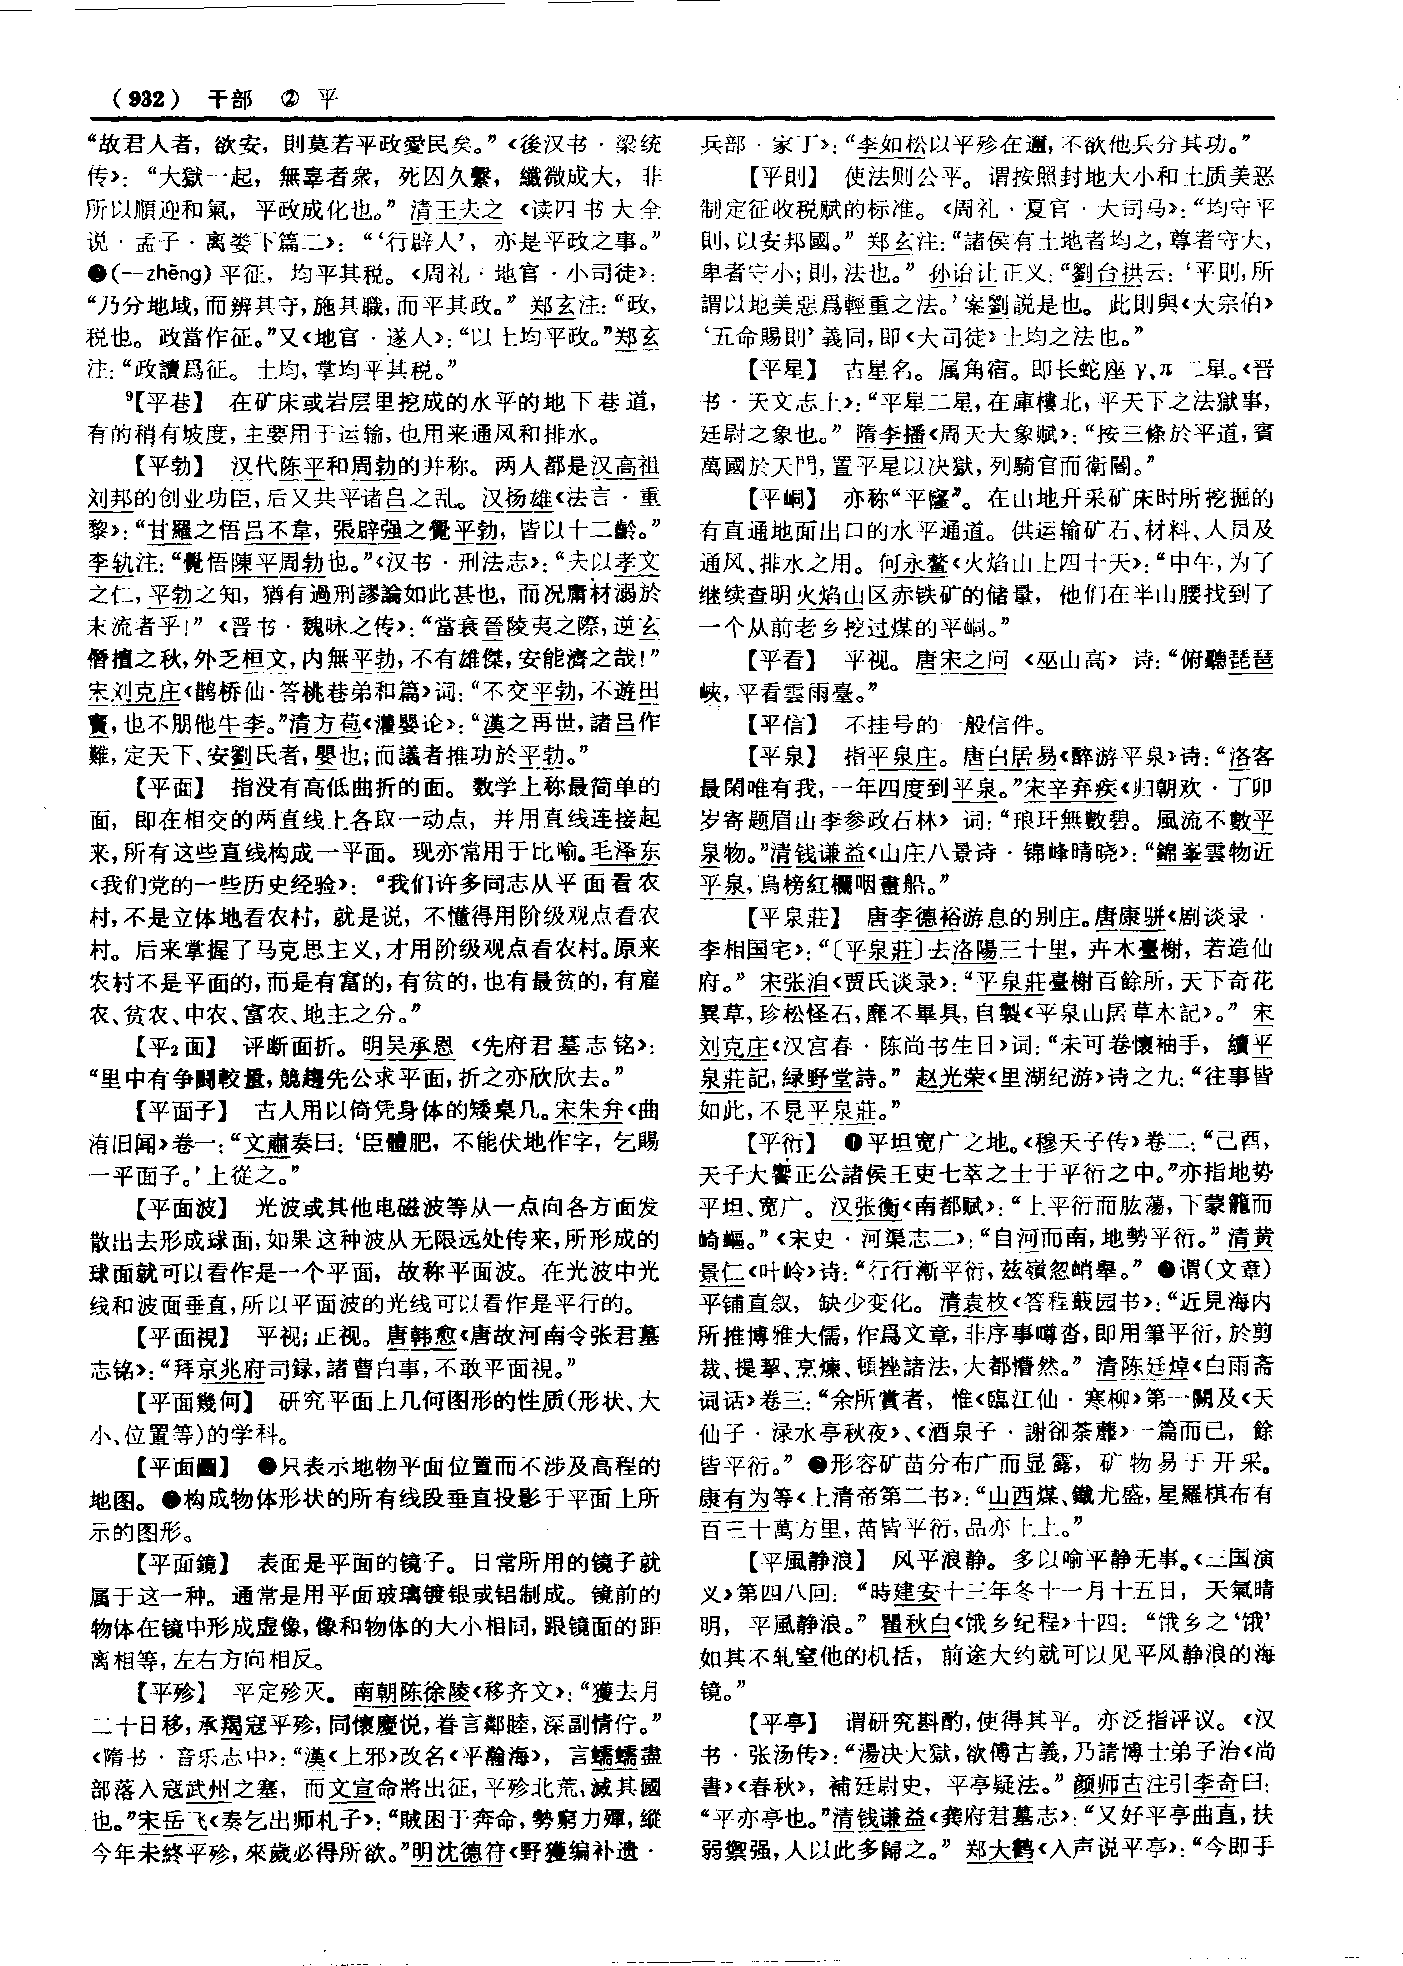 （932） 干部 ② 平
“故君人者，欲安，則莫若平政愛民矣。”《後汉书·梁统
传》：“大獄一起，無辜者衆，死囚久繫，纖微成大，非
所以順迎和氣，平政成化也。”清王夫之《读四书大全
说·孟子·离娄下篇二》：“‘行辟人’，亦是平政之事。”
(—zhēng)平征，均平其税。《周礼·地官·小司徒》：
“乃分地域，而辨其守，施其職，而平其政。”郑玄注：“政，
税也。政當作征。”又《地官·遂人》：“以土均平政。”郑玄
注：“政讀爲征。土均，掌均平其税。”
⁹【平巷】 在矿床或岩层里挖成的水平的地下巷道，
有的稍有坡度，主要用于运输，也用来通风和排水。
【平勃】 汉代陈平和周勃的并称。两人都是汉高祖
刘邦的创业功臣，后又共平诸吕之乱。汉扬雄《法言·重
黎》：“甘羅之悟吕不韋，張辟强之覺平勃，皆以十二齡。”
李轨注：“覺悟陳平周勃也。”《汉书·刑法志》：“夫以孝文
之仁，平勃之知，猶有過刑謬論如此甚也，而况庸材溺於
末流者乎！”《晋书·魏咏之传》：“當衰晉陵夷之際，逆玄
僭擅之秋，外乏桓文，内無平勃，不有雄傑，安能濟之哉！”
宋刘克庄《鹊桥仙·答桃巷弟和篇》词：“不交平勃，不遊田
竇，也不朋他牛李。”清方苞《灌嬰论》：“漢之再世，諸吕作
難，定天下、安劉氏者，嬰也；而議者推功於平勃。”
【平面】 指没有高低曲折的面。数学上称最简单的
面，即在相交的两直线上各取一动点，并用直线连接起
来，所有这些直线构成一平面。现亦常用于比喻。毛泽东
《我们党的一些历史经验》：“我们许多同志从平面看农
村，不是立体地看农村，就是说，不懂得用阶级观点看农
村。后来掌握了马克思主义，才用阶级观点看农村。原来
农村不是平面的，而是有富的，有贫的，也有最贫的，有雇
农、贫农、中农、富农、地主之分。”
【平₂面】 评断面折。明吴承恩《先府君墓志铭》：
“里中有争鬭較量，競趨先公求平面，折之亦欣欣去。”
【平面子】 古人用以倚凭身体的矮桌几。宋朱弁《曲
洧旧闻》卷一：“文肅奏曰：‘臣體肥，不能伏地作字，乞賜
一平面子。’上從之。”
【平面波】 光波或其他电磁波等从一点向各方面发
散出去形成球面，如果这种波从无限远处传来，所形成的
球面就可以看作是一个平面，故称平面波。在光波中光
线和波面垂直，所以平面波的光线可以看作是平行的。
【平面視】 平视；正视。唐韩愈《唐故河南令张君墓
志铭》：“拜京兆府司録，諸曹白事，不敢平面視。”
【平面幾何】 研究平面上几何图形的性质（形状、大
小、位置等）的学科。
【平面圖】 ❶只表示地物平面位置而不涉及高程的
地图。❷构成物体形状的所有线段垂直投影于平面上所
示的图形。
【平面鏡】 表面是平面的镜子。日常所用的镜子就
属于这一种。通常是用平面玻璃镀银或铝制成。镜前的
物体在镜中形成虚像，像和物体的大小相同，跟镜面的距
离相等，左右方向相反。
【平殄】 平定殄灭。南朝陈徐陵《移齐文》：“獲去月
二十日移，承羯寇平殄，同懷慶悦，眷言鄰睦，深副情佇。”
《隋书·音乐志中》：“漢《上邪》改名《平瀚海》，言蠕蠕盡
部落入寇武州之塞，而文宣命將出征，平殄北荒，滅其國
也。”宋岳飞《奏乞出师札子》：“賊困于奔命，勢窮力殫，縱
今年未終平殄，來歲必得所欲。”明沈德符《野獲编补遗·
兵部·家丁》：“李如松以平殄在邇，不欲他兵分其功。”
【平則】 使法则公平。谓按照封地大小和土质美恶
制定征收税赋的标准。《周礼·夏官·大司马》：“均守平
則，以安邦國。”郑玄注：“諸侯有土地者均之，尊者守大，
卑者守小；則，法也。”孙诒让正义：“劉台拱云：‘平則，所
謂以地美惡爲輕重之法。’案劉説是也。此則與《大宗伯》
‘五命賜則’義同，即《大司徒》土均之法也。”
【平星】 古星名。属角宿。即长蛇座γ、π二星。《晋
书·天文志上》：“平星二星，在庫樓北，平天下之法獄事，
廷尉之象也。”隋李播《周天大象赋》：“按三條於平道，賓
萬國於天門，置平星以决獄，列騎官而衛閽。”
【平峒】 亦称“平窿”。在山地开采矿床时所挖掘的
有直通地面出口的水平通道。供运输矿石、材料、人员及
通风、排水之用。何永鳌《火焰山上四十天》：“中午，为了
继续查明火焰山区赤铁矿的储量，他们在半山腰找到了
一个从前老乡挖过煤的平峒。”
【平看】 平视。唐宋之问《巫山高》诗：“俯聽琵琶
峽，平看雲雨臺。”
【平信】 不挂号的一般信件。
【平泉】 指平泉庄。唐白居易《醉游平泉》诗：“洛客
最閑唯有我，一年四度到平泉。”宋辛弃疾《归朝欢·丁卯
岁寄题眉山李参政石林》词：“琅玕無數碧。風流不數平
泉物。”清钱谦益《山庄八景诗·锦峰晴晓》：“錦峯雲物近
平泉，烏榜紅欄咽畫船。”
【平泉莊】 唐李德裕游息的别庄。唐康骈《剧谈录·
李相国宅》：“〔平泉莊〕去洛陽三十里，卉木臺榭，若造仙
府。”宋张洎《贾氏谈录》：“平泉莊臺榭百餘所，天下奇花
異草，珍松怪石，靡不畢具，自製《平泉山居草木記》。”宋
刘克庄《汉宫春·陈尚书生日》词：“未可卷懷袖手，續平
泉莊記，緑野堂詩。”赵光荣《里湖纪游》诗之九：“往事皆
如此，不見平泉莊。”
【平衍】 ❶平坦宽广之地。《穆天子传》卷二：“己酉，
天子大饗正公諸侯王吏七萃之士于平衍之中。”亦指地势
平坦、宽广。汉张衡《南都赋》：“上平衍而肱蕩，下蒙籠而
崎嶇。”《宋史·河渠志二》：“自河而南，地勢平衍。”清黄
景仁《叶岭》诗：“行行漸平衍，兹嶺忽峭舉。”❷谓（文章）
平铺直叙，缺少变化。清袁枚《答程蕺园书》：“近見海内
所推博雅大儒，作爲文章，非序事噂沓，即用筆平衍，於剪
裁、提挈、烹煉、頓挫諸法，大都懵然。”清陈廷焯《白雨斋
词话》卷三：“余所賞者，惟《臨江仙·寒柳》第一闋及《天
仙子·渌水亭秋夜》、《酒泉子·謝卻荼蘼》一篇而已，餘
皆平衍。”❸形容矿苗分布广而显露，矿物易于开采。
康有为等《上清帝第二书》：“山西煤、鐵尤盛，星羅棋布有
百三十萬方里，苗皆平衍，品亦上上。”
【平風静浪】 风平浪静。多以喻平静无事。《三国演
义》第四八回：“時建安十三年冬十一月十五日，天氣晴
明，平風静浪。”瞿秋白《饿乡纪程》十四：“饿乡之‘饿’
如其不轧窒他的机括，前途大约就可以见平风静浪的海
镜。”
【平亭】 谓研究斟酌，使得其平。亦泛指评议。《汉
书·张汤传》：“湯决大獄，欲傅古義，乃請博士弟子治《尚
書》《春秋》，補廷尉史，平亭疑法。”颜师古注引李奇曰：
“平亦亭也。”清钱谦益《龚府君墓志》：“又好平亭曲直，扶
弱禦强，人以此多歸之。”郑大鹤《入声说平亭》：“今即手